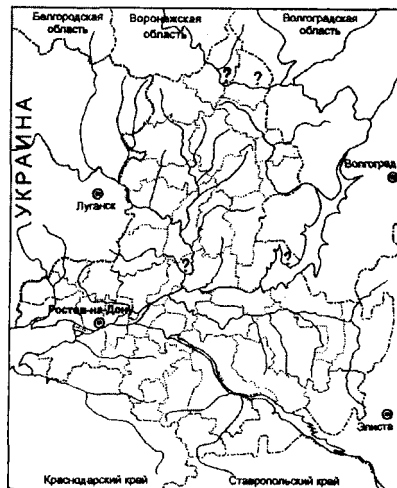 Белгородская Воронежская Волгоградская
область область область
? ?
УКРАИНА
Волгоград
Луганск
? ?
Ростов-на-Дону
Элиста
Краснодарский край Ставропольский край